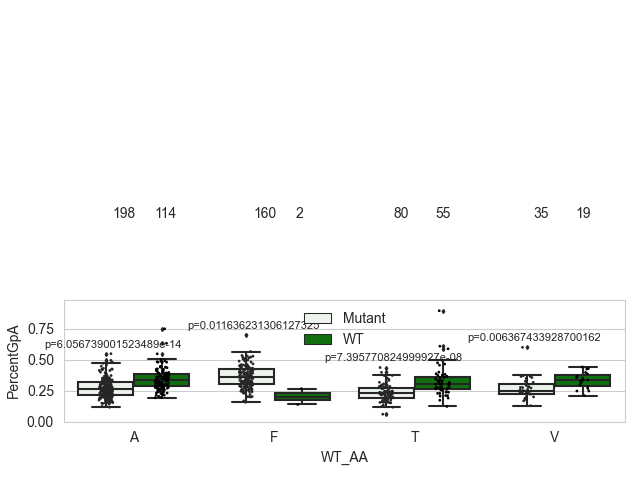 198 114 160 2 80 55 35 19
0.75
0.50
0.25
0.00
PercentGpA
p=6.056739001523489e-14
p=0.011636231306127325
p=7.395770824999927e-08
p=0.006367433928700162
Mutant
WT
A F T V
WT_AA